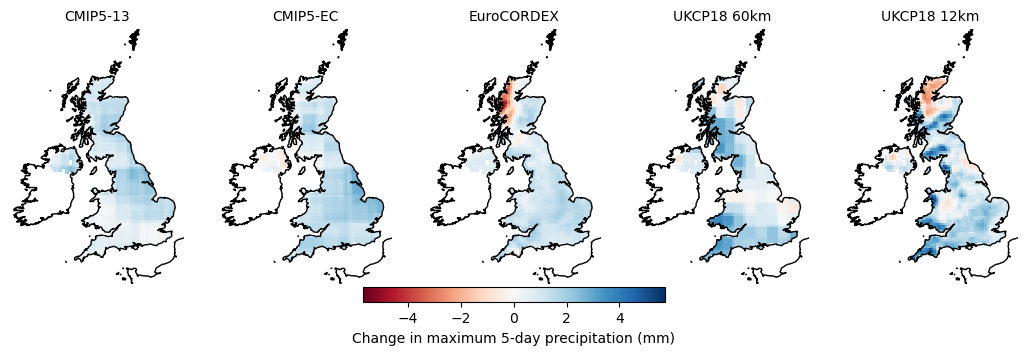 CMIP5-13 CMIP5-EC EuroCORDEX UKCP18 60km UKCP18 12km
−4 −2 0 2 4
Change in maximum 5-day precipitation (mm)